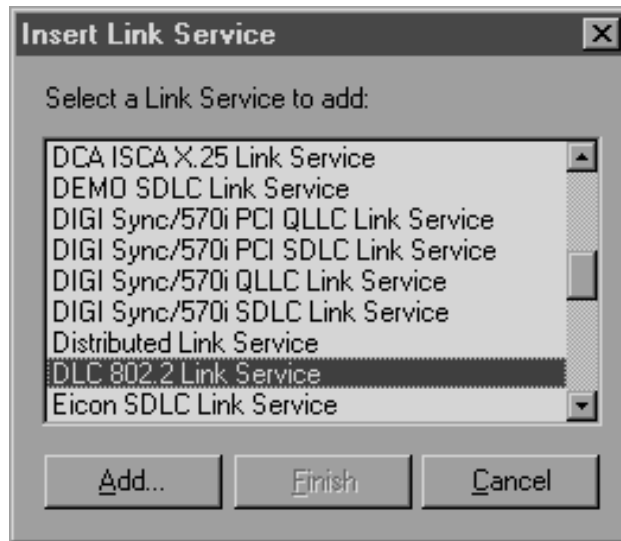 Insert Link Service
Select a Link Service to add:
DCA ISCA X.25 Link Service
DEMO SDLC Link Service
DIGI Sync/570i PCI QLLC Link Service
DIGI Sync/570i PCI SDLC Link Service
DIGI Sync/570i QLLC Link Service
DIGI Sync/570i SDLC Link Service
Distributed Link Service
DLC 802.2 Link Service
Eicon SDLC Link Service
Add... Finish Cancel